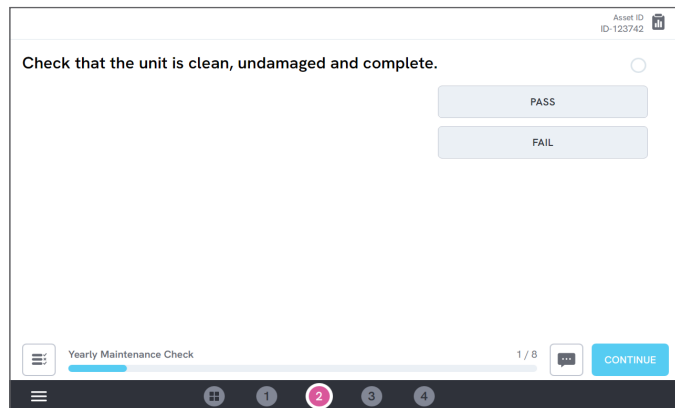 Asset ID
ID-123742
Check that the unit is clean, undamaged and complete.
PASS
FAIL
Yearly Maintenance Check
1 / 8
CONTINUE
1
2
3
4